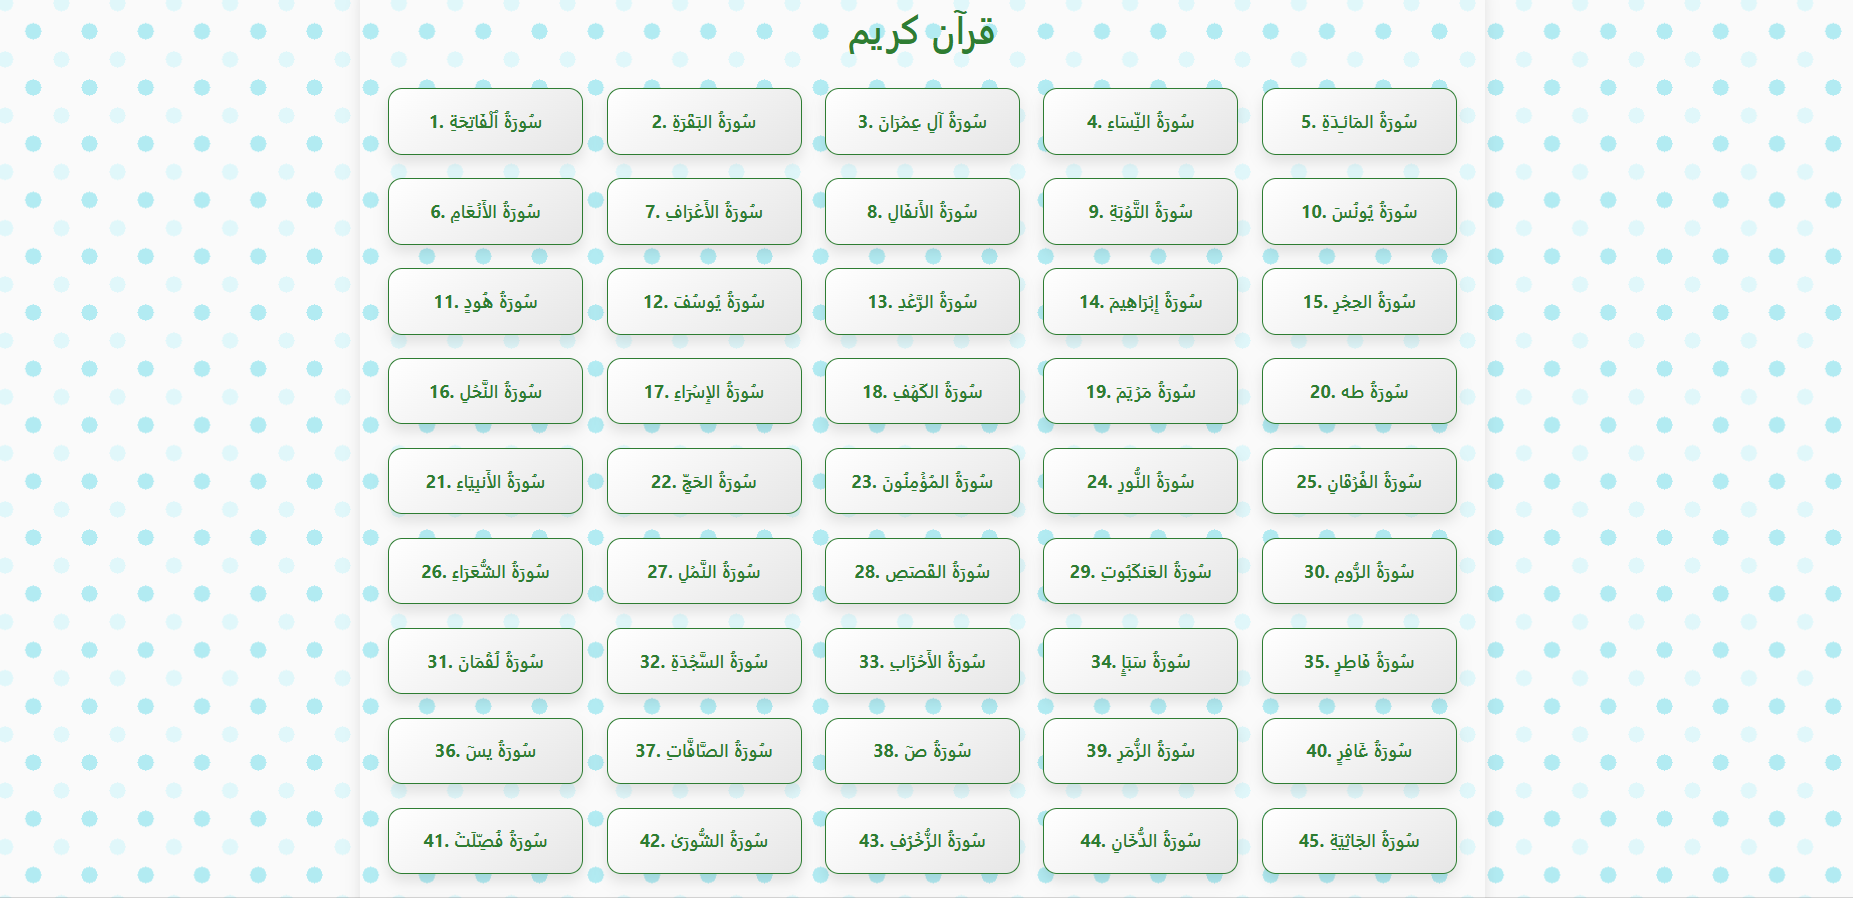 قرآن کریم
1. سُورَةُ ٱلْفَاتِحَةِ
2. سُورَةُ البَقَرَةِ
3. سُورَةُ آلِ عِمۡرَانَ
4. سُورَةُ النِّسَاءِ
5. سُورَةُ المَائـِدَةِ
6. سُورَةُ الأَنۡعَامِ
7. سُورَةُ الأَعۡرَافِ
8. سُورَةُ الأَنفَالِ
9. سُورَةُ التَّوۡبَةِ
10. سُورَةُ يُونُسَ
11. سُورَةُ هُودٍ
12. سُورَةُ يُوسُفَ
13. سُورَةُ الرَّعۡدِ
14. سُورَةُ إِبۡرَاهِيمَ
15. سُورَةُ الحِجۡرِ
16. سُورَةُ النَّحۡلِ
17. سُورَةُ الإِسۡرَاءِ
18. سُورَةُ الكَهۡفِ
19. سُورَةُ مَرۡيَمَ
20. سُورَةُ طه
21. سُورَةُ الأَنبِيَاءِ
22. سُورَةُ الحَجِّ
23. سُورَةُ المُؤۡمِنُونَ
24. سُورَةُ النُّورِ
25. سُورَةُ الفُرۡقَانِ
26. سُورَةُ الشُّعَرَاءِ
27. سُورَةُ النَّمۡلِ
28. سُورَةُ القَصَصِ
29. سُورَةُ العَنكَبُوتِ
30. سُورَةُ الرُّومِ
31. سُورَةُ لُقۡمَانَ
32. سُورَةُ السَّجۡدَةِ
33. سُورَةُ الأَحۡزَابِ
34. سُورَةُ سَبَإٍ
35. سُورَةُ فَاطِرٍ
36. سُورَةُ يسٓ
37. سُورَةُ الصَّافَّاتِ
38. سُورَةُ صٓ
39. سُورَةُ الزُّمَرِ
40. سُورَةُ غَافِرٍ
41. سُورَةُ فُصِّلَتۡ
42. سُورَةُ الشُّورَىٰ
43. سُورَةُ الزُّخۡرُفِ
44. سُورَةُ الدُّخَانِ
45. سُورَةُ الجَاثِيَةِ